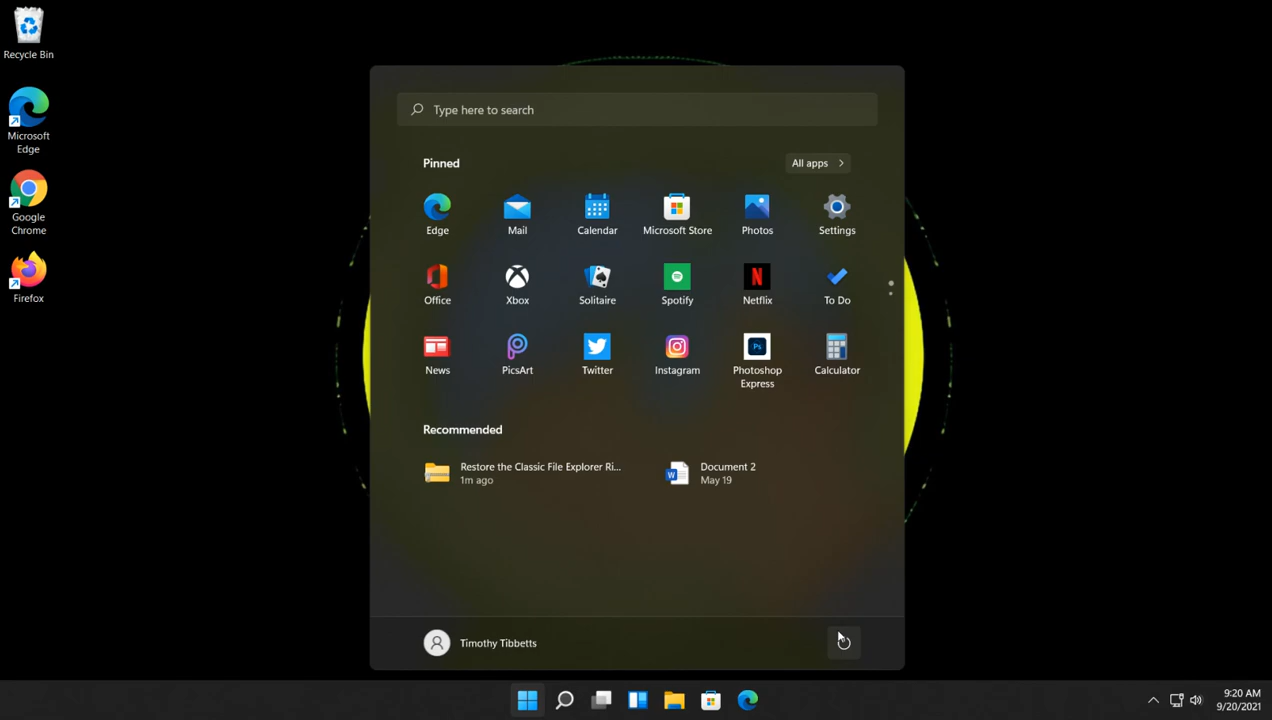 Recycle Bin
Microsoft
Edge
Google
Chrome
Firefox
Type here to search
Pinned
All apps
Edge
Mail
Calendar
Microsoft Store
Photos
Settings
Office
Xbox
Solitaire
Spotify
Netflix
To Do
News
PicsArt
Twitter
Instagram
Photoshop
Express
Calculator
Ps
N
Recommended
Restore the Classic File Explorer Ri...
1m ago
W
Document 2
May 19
Timothy Tibbetts
9:20 AM
9/20/2021